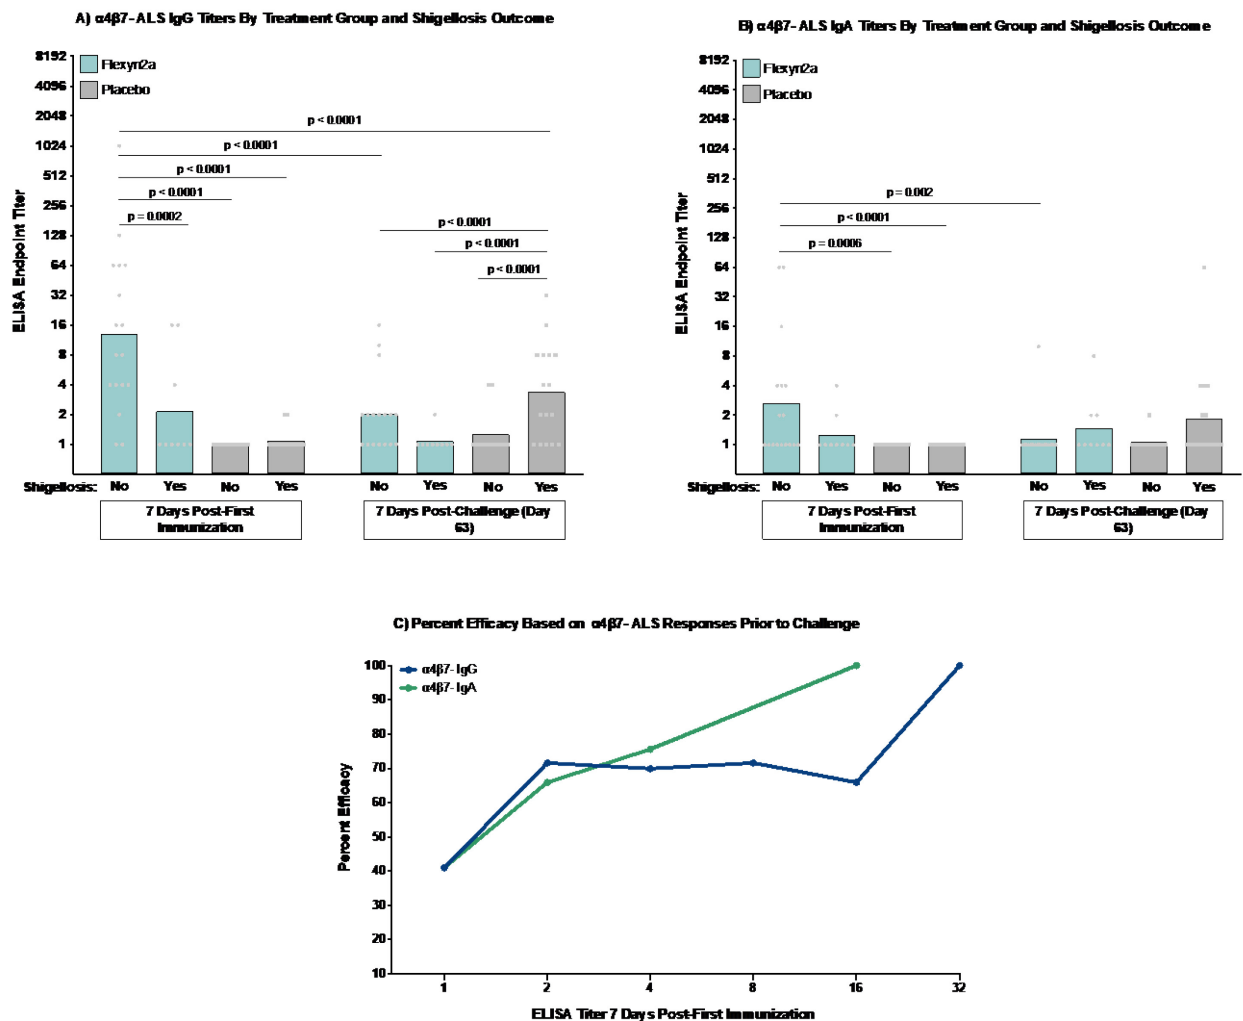 A) α4β7-ALS IgG Titers By Treatment Group and Shigellosis Outcome
Flexyn2a
Placebo
ELISA Endpoint Titer
8192
4096
2048
1024
512
256
128
64
32
16
8
4
2
1
p < 0.0001
p < 0.0001
p < 0.0001
p < 0.0001
p = 0.0002
p < 0.0001
p < 0.0001
p < 0.0001
Shigellosis: No Yes No Yes No Yes No Yes
7 Days Post-First
Immunization
7 Days Post-Challenge (Day
63)
B) α4β7-ALS IgA Titers By Treatment Group and Shigellosis Outcome
Flexyn2a
Placebo
ELISA Endpoint Titer
8192
4096
2048
1024
512
256
128
64
32
16
8
4
2
1
p = 0.002
p < 0.0001
p = 0.0006
Shigellosis: No Yes No Yes No Yes No Yes
7 Days Post-First
Immunization
7 Days Post-Challenge (Day
63)
C) Percent Efficacy Based on α4β7-ALS Responses Prior to Challenge
α4β7-IgG
α4β7-IgA
Percent Efficacy
100
90
80
70
60
50
40
30
20
10
1 2 4 8 16 32
ELISA Titer 7 Days Post-First Immunization